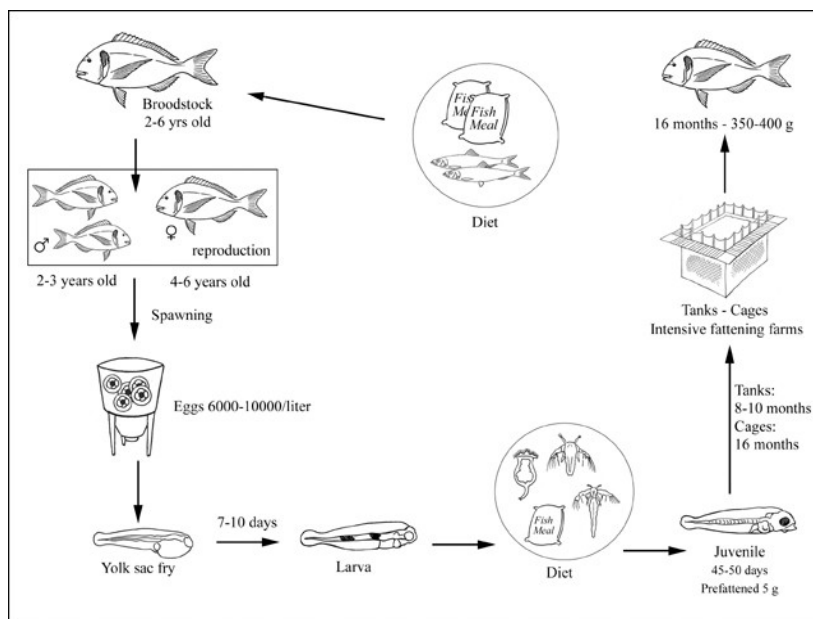 Broodstock
2-6 yrs old
Fish
Me
Fish
Meal
Diet
16 months - 350-400 g
♂
♀
reproduction
2-3 years old
4-6 years old
Spawning
Tanks - Cages
Intensive fattening farms
Eggs 6000-10000/liter
Tanks:
8-10 months
Cages:
16 months
7-10 days
Yolk sac fry
Larva
Fish
Meal
Diet
Juvenile
45-50 days
Prefattened 5 g